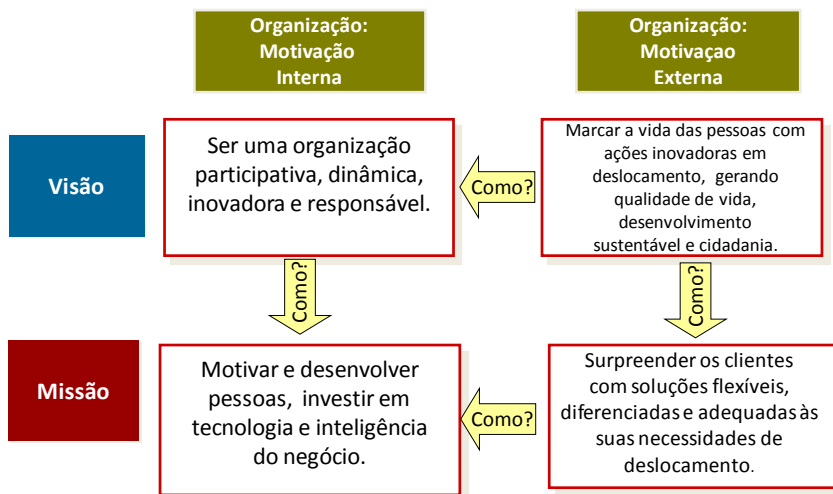 Organização:
Motivação
Interna
Organização:
Motivaçao
Externa
Visão
Ser uma organização
participativa, dinâmica,
inovadora e responsável.
Como?
Marcar a vida das pessoas com
ações inovadoras em
deslocamento, gerando
qualidade de vida,
desenvolvimento
sustentável e cidadania.
Como?
Como?
Missão
Motivar e desenvolver
pessoas, investir em
tecnologia e inteligência
do negócio.
Como?
Surpreender os clientes
com soluções flexíveis,
diferenciadas e adequadas às
suas necessidades de
deslocamento.